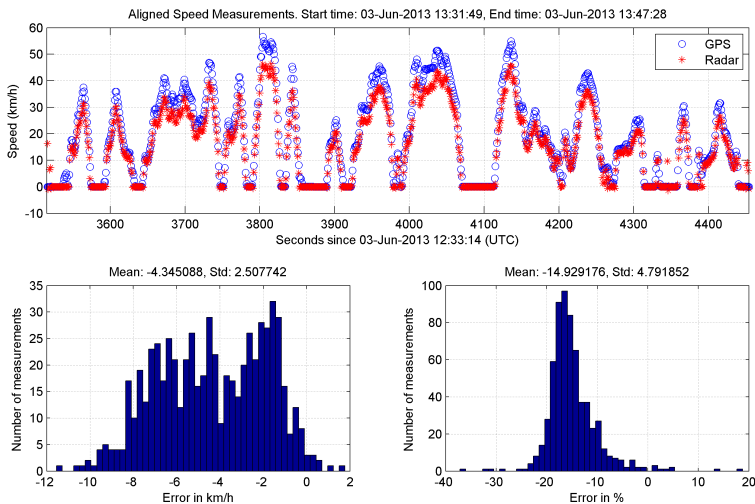 Aligned Speed Measurements. Start time: 03-Jun-2013 13:31:49, End time: 03-Jun-2013 13:47:28
Speed (km/h)
60
50
40
30
20
10
0
-10
GPS
Radar
3600 3700 3800 3900 4000 4100 4200 4300 4400
Seconds since 03-Jun-2013 12:33:14 (UTC)
Mean: -4.345088, Std: 2.507742
Number of measurements
35
30
25
20
15
10
5
0
-12 -10 -8 -6 -4 -2 0 2
Error in km/h
Mean: -14.929176, Std: 4.791852
Number of measurements
100
80
60
40
20
0
-40 -30 -20 -10 0 10 20
Error in %